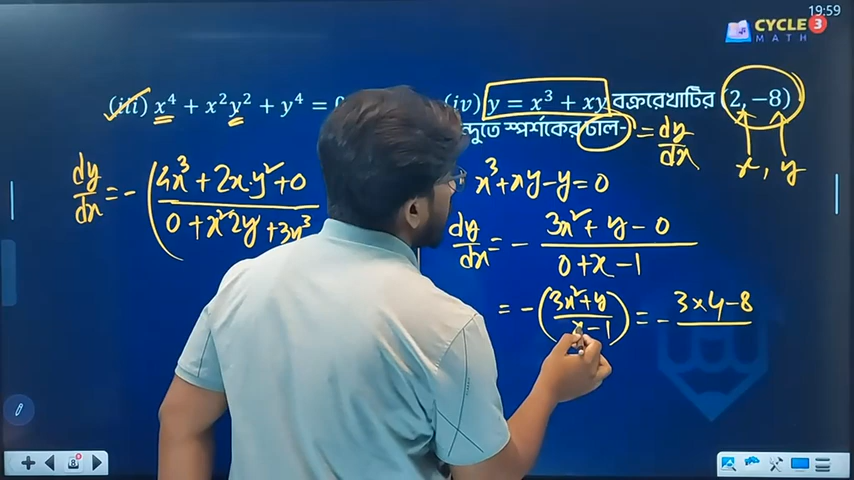 19:59
CYCLE 3
MATH
(iii) x⁴ + x²y² + y⁴ =
(iv) y = x³ + xy বক্ররেখাটির (2, −8)
স্পর্শকের ঢাল- = dy/dx
x, y
dy/dx = − (4x³ + 2x.y² + 0 / 0 + x²2y + 3y³
x³ + xy − y = 0
dy/dx = − 3x² + y − 0 / 0 + x − 1
= − (3x² + y / x − 1) = − 3 × 4 − 8